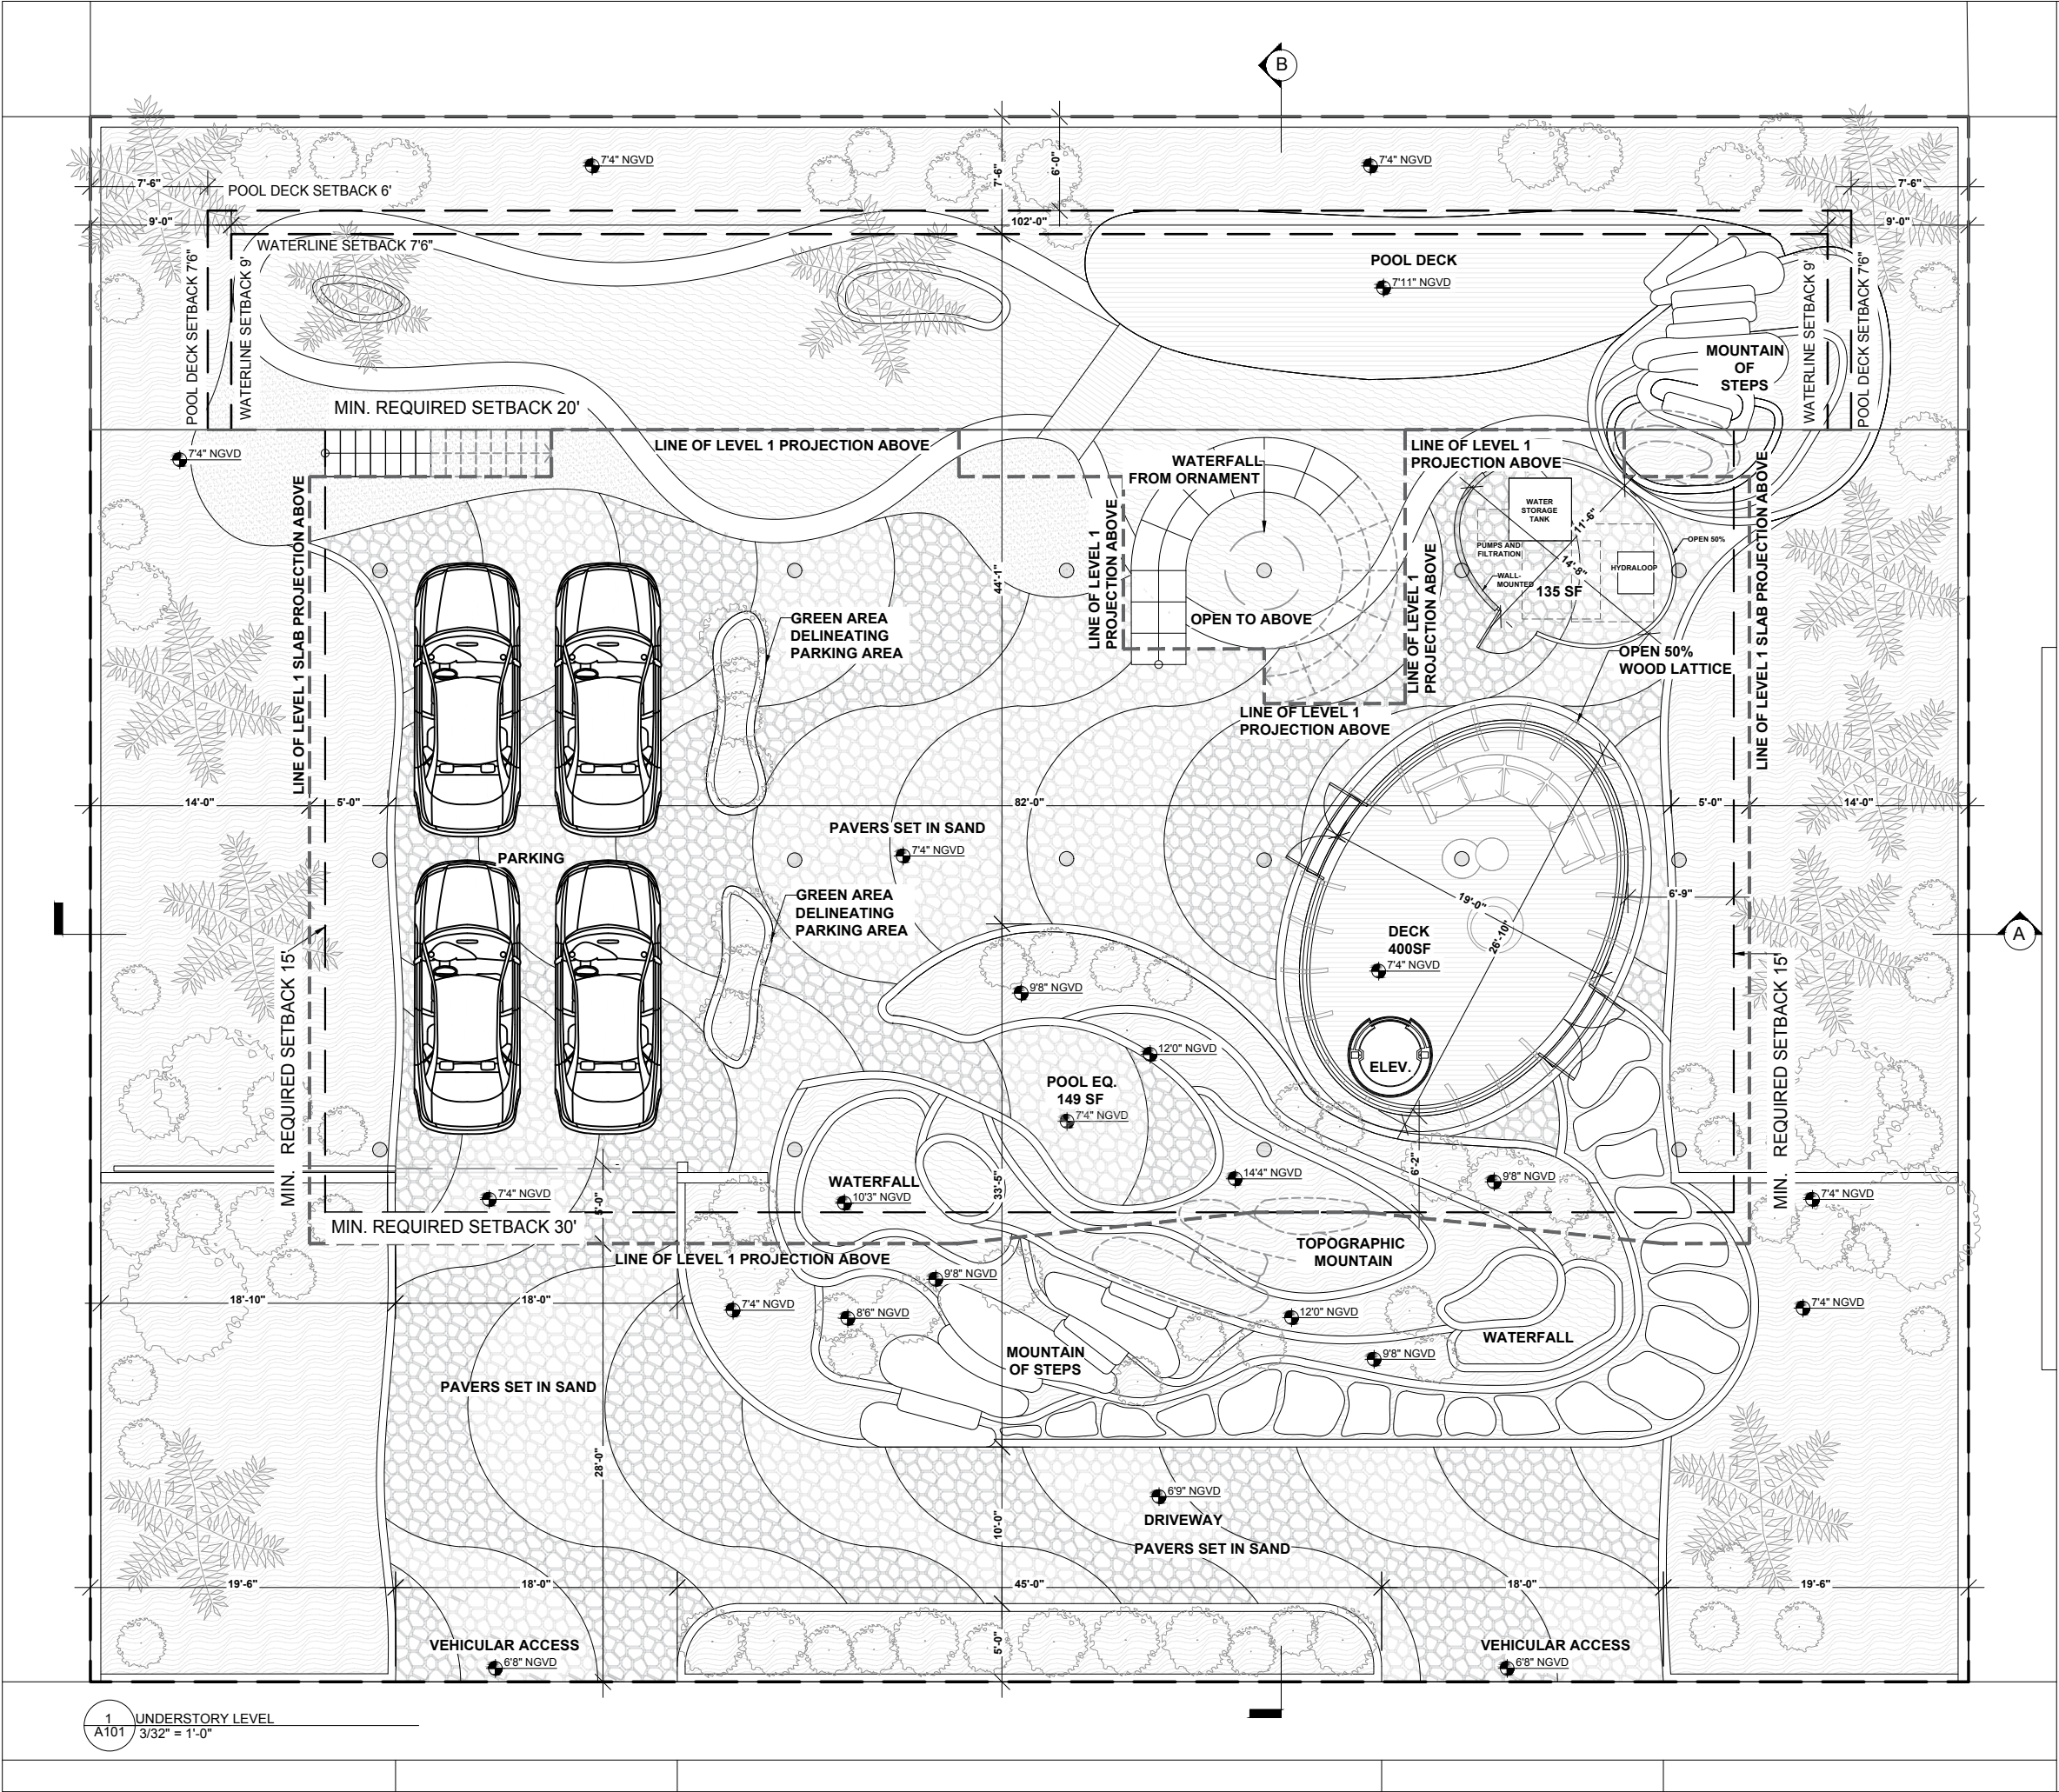 B
7'4" NGVD
7'4" NGVD
7'-6"
6'-0"
7'-6"
POOL DECK SETBACK 6'
7'-6"
9'-0"
102'-0"
9'-0"
WATERLINE SETBACK 7'6"
POOL DECK SETBACK 7'6"
WATERLINE SETBACK 9'
POOL DECK
7'11" NGVD
WATERLINE SETBACK 9'
POOL DECK SETBACK 7'6"
MOUNTAIN
OF
STEPS
MIN. REQUIRED SETBACK 20'
LINE OF LEVEL 1 PROJECTION ABOVE
LINE OF LEVEL 1
PROJECTION ABOVE
7'4" NGVD
WATERFALL
FROM ORNAMENT
LINE OF LEVEL 1 SLAB PROJECTION ABOVE
LINE OF LEVEL 1
PROJECTION ABOVE
44'-1"
WATER
STORAGE
TANK
11'-6"
PUMPS AND
FILTRATION
OPEN 50%
14'-8"
HYDRALOOP
WALL-
MOUNTED
135 SF
LINE OF LEVEL 1
PROJECTION ABOVE
LINE OF LEVEL 1 SLAB PROJECTION ABOVE
GREEN AREA
DELINEATING
PARKING AREA
OPEN TO ABOVE
OPEN 50%
WOOD LATTICE
LINE OF LEVEL 1
PROJECTION ABOVE
14'-0"
5'-0"
82'-0"
5'-0"
14'-0"
PAVERS SET IN SAND
7'4" NGVD
PARKING
GREEN AREA
DELINEATING
PARKING AREA
19'-0"
26'-10"
6'-9"
DECK
400SF
7'4" NGVD
A
MIN. REQUIRED SETBACK 15'
9'8" NGVD
MIN. REQUIRED SETBACK 15'
12'0" NGVD
ELEV.
POOL EQ.
149 SF
7'4" NGVD
WATERFALL
10'3" NGVD
33'-5"
14'4" NGVD
6'-2"
9'8" NGVD
7'4" NGVD
5'-0"
7'4" NGVD
MIN. REQUIRED SETBACK 30'
LINE OF LEVEL 1 PROJECTION ABOVE
TOPOGRAPHIC
MOUNTAIN
9'8" NGVD
18'-10"
18'-0"
7'4" NGVD
8'6" NGVD
12'0" NGVD
7'4" NGVD
WATERFALL
9'8" NGVD
MOUNTAIN
OF STEPS
PAVERS SET IN SAND
28'-0"
6'9" NGVD
DRIVEWAY
10'-0"
PAVERS SET IN SAND
19'-6"
18'-0"
45'-0"
18'-0"
19'-6"
5'-0"
VEHICULAR ACCESS
6'8" NGVD
VEHICULAR ACCESS
6'8" NGVD
1
A101
UNDERSTORY LEVEL
3/32" = 1'-0"